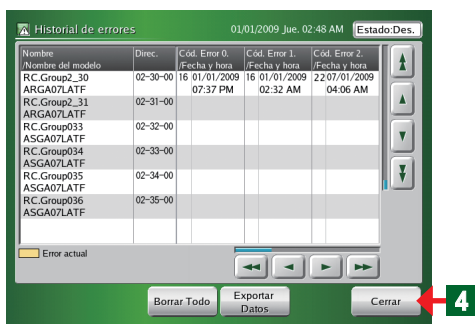 Historial de errores 01/01/2009 Jue. 02:48 AM Estado:Des.
Nombre Direc. Cód. Error 0. Cód. Error 1. Cód. Error 2.
/Nombre del modelo /Fecha y hora /Fecha y hora /Fecha y hora
RC.Group2_30 02-30-00 16 01/01/2009 16 01/01/2009 22 07/01/2009
ARGA07LATF 07:37 PM 02:32 AM 04:06 AM
RC.Group2_31 02-31-00
ARGA07LATF
RC.Group033 02-32-00
ASGA07LATF
RC.Group034 02-33-00
ASGA07LATF
RC.Group035 02-34-00
ASGA07LATF
RC.Group036 02-35-00
ASGA07LATF
Error actual
Borrar Todo Exportar Cerrar 4
Datos